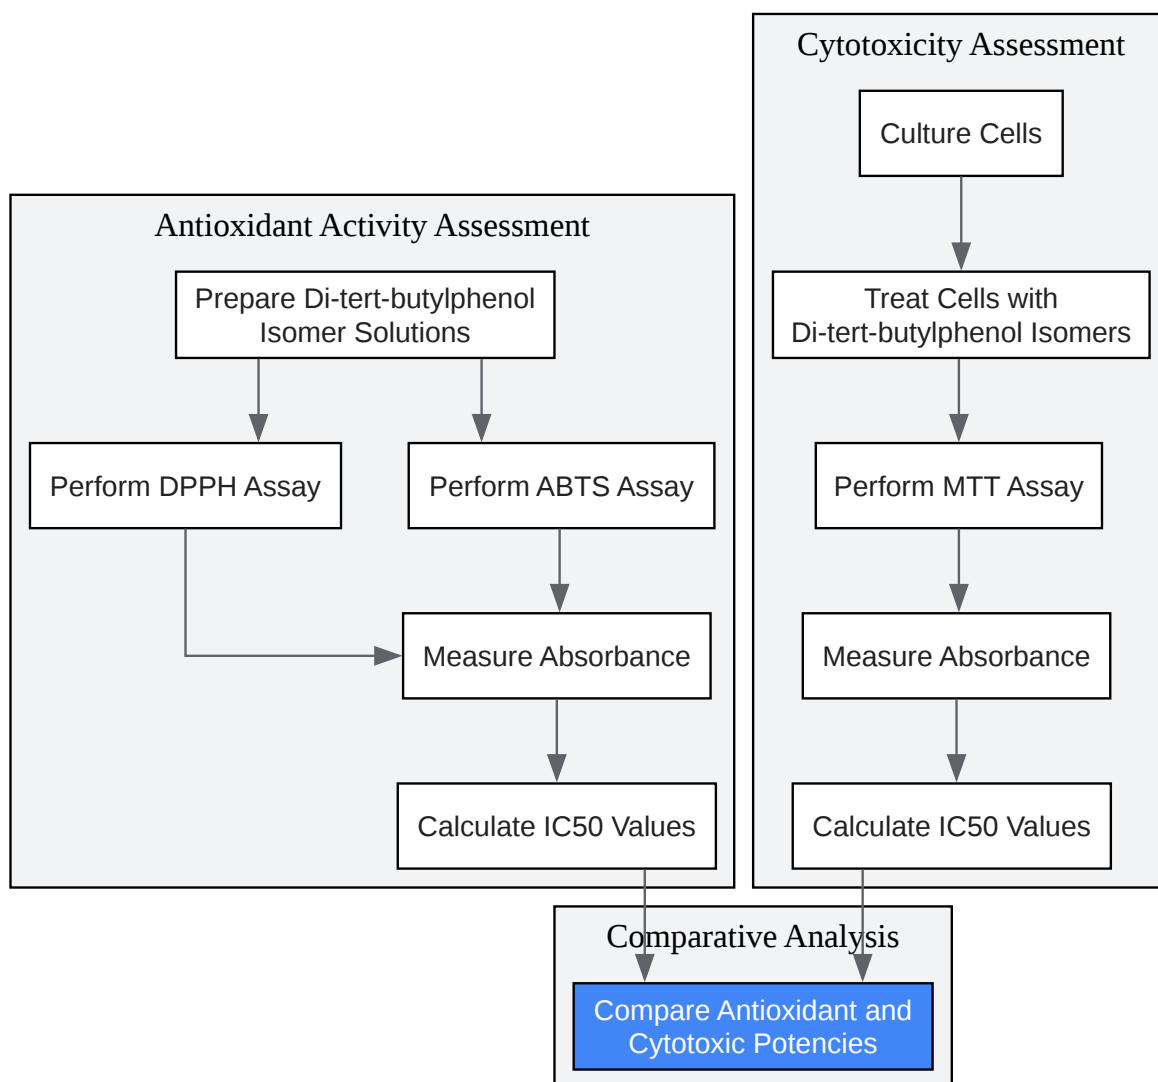 Antioxidant Activity Assessment
Prepare Di-tert-butylphenol
Isomer Solutions
Perform DPPH Assay
Perform ABTS Assay
Measure Absorbance
Calculate IC50 Values
Cytotoxicity Assessment
Culture Cells
Treat Cells with
Di-tert-butylphenol Isomers
Perform MTT Assay
Measure Absorbance
Calculate IC50 Values
Comparative Analysis
Compare Antioxidant and
Cytotoxic Potencies